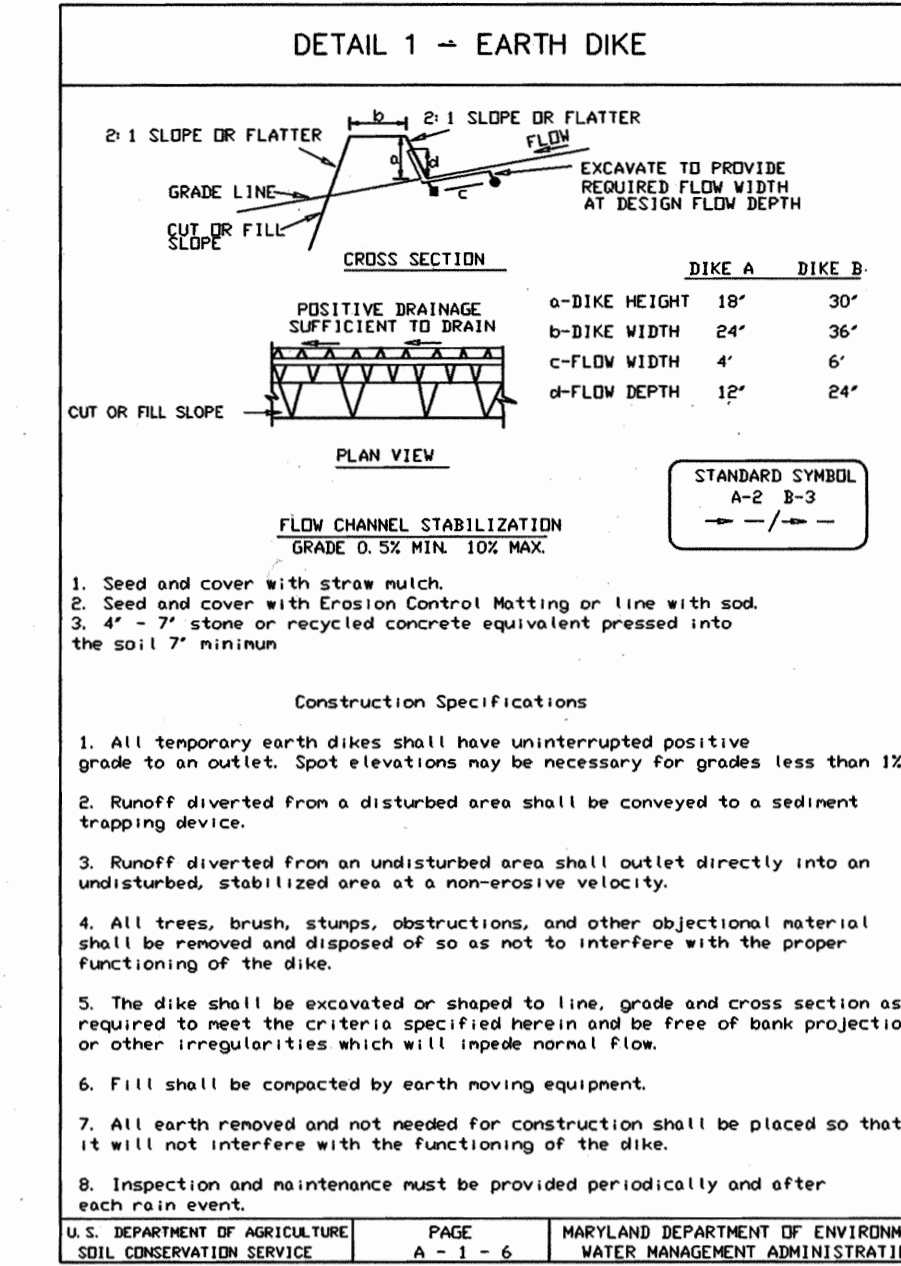 DETAIL 1 - EARTH DIKE
b
2:1 SLOPE OR FLATTER
2:1 SLOPE OR FLATTER
FLOW
a
d
EXCAVATE TO PROVIDE
REQUIRED FLOW WIDTH
AT DESIGN FLOW DEPTH
GRADE LINE
c
CUT OR FILL
SLOPE
CROSS SECTION
DIKE A DIKE B
a-DIKE HEIGHT 18" 30"
b-DIKE WIDTH 24" 36"
c-FLOW WIDTH 4' 6'
d-FLOW DEPTH 12" 24"
POSITIVE DRAINAGE
SUFFICIENT TO DRAIN
CUT OR FILL SLOPE
PLAN VIEW
STANDARD SYMBOL
A-2 B-3
FLOW CHANNEL STABILIZATION
GRADE 0.5% MIN. 10% MAX.
1. Seed and cover with straw mulch.
2. Seed and cover with Erosion Control Matting or line with sod.
3. 4" - 7" stone or recycled concrete equivalent pressed into
the soil 7" minimum
Construction Specifications
1. All temporary earth dikes shall have uninterrupted positive
grade to an outlet. Spot elevations may be necessary for grades less than 1%
2. Runoff diverted from a disturbed area shall be conveyed to a sediment
trapping device.
3. Runoff diverted from an undisturbed area shall outlet directly into an
undisturbed, stabilized area at a non-erosive velocity.
4. All trees, brush, stumps, obstructions, and other objectional material
shall be removed and disposed of so as not to interfere with the proper
functioning of the dike.
5. The dike shall be excavated or shaped to line, grade and cross section as
required to meet the criteria specified herein and be free of bank projectio
or other irregularities which will impede normal flow.
6. Fill shall be compacted by earth moving equipment.
7. All earth removed and not needed for construction shall be placed so that
it will not interfere with the functioning of the dike.
8. Inspection and maintenance must be provided periodically and after
each rain event.
U. S. DEPARTMENT OF AGRICULTURE
SOIL CONSERVATION SERVICE
PAGE
A - 1 - 6
MARYLAND DEPARTMENT OF ENVIRONM
WATER MANAGEMENT ADMINISTRATI